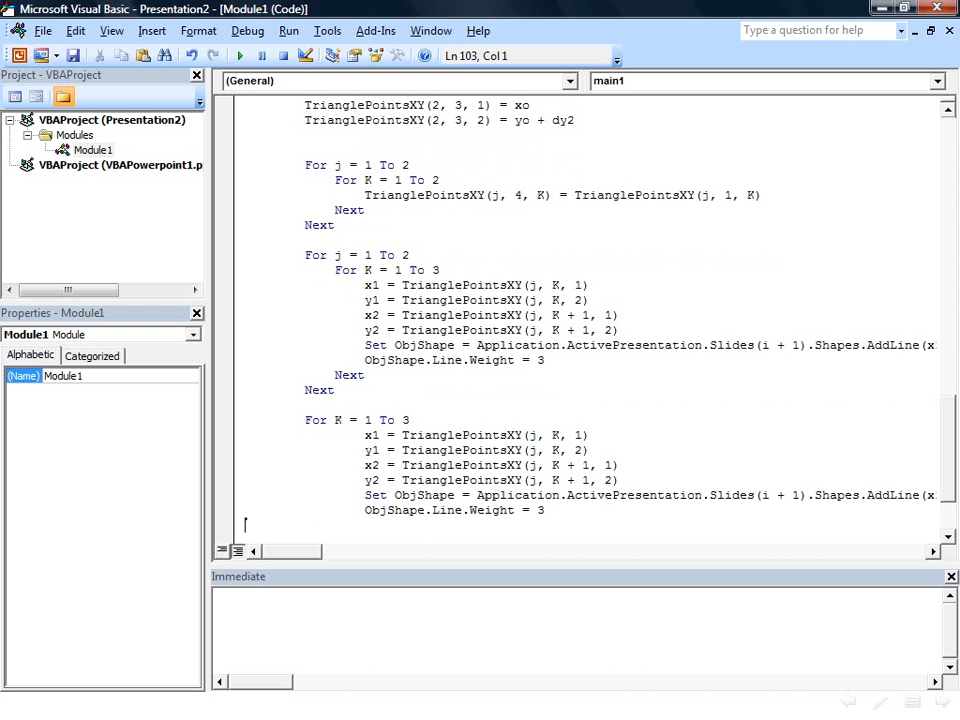 Microsoft Visual Basic - Presentation2 - [Module1 (Code)]
File Edit View Insert Format Debug Run Tools Add-Ins Window Help
Type a question for help
Ln 103, Col 1
Project - VBAProject
(General)
main1
VBAProject (Presentation2)
Modules
Module1
VBAProject (VBAPowerpoint1.p
Properties - Module1
Module1 Module
Alphabetic Categorized
(Name) Module1
TrianglePointsXY(2, 3, 1) = xo
TrianglePointsXY(2, 3, 2) = yo + dy2
For j = 1 To 2
For K = 1 To 2
TrianglePointsXY(j, 4, K) = TrianglePointsXY(j, 1, K)
Next
Next
For j = 1 To 2
For K = 1 To 3
x1 = TrianglePointsXY(j, K, 1)
y1 = TrianglePointsXY(j, K, 2)
x2 = TrianglePointsXY(j, K + 1, 1)
y2 = TrianglePointsXY(j, K + 1, 2)
Set ObjShape = Application.ActivePresentation.Slides(i + 1).Shapes.AddLine(x
ObjShape.Line.Weight = 3
Next
Next
For K = 1 To 3
x1 = TrianglePointsXY(j, K, 1)
y1 = TrianglePointsXY(j, K, 2)
x2 = TrianglePointsXY(j, K + 1, 1)
y2 = TrianglePointsXY(j, K + 1, 2)
Set ObjShape = Application.ActivePresentation.Slides(i + 1).Shapes.AddLine(x
ObjShape.Line.Weight = 3
Immediate